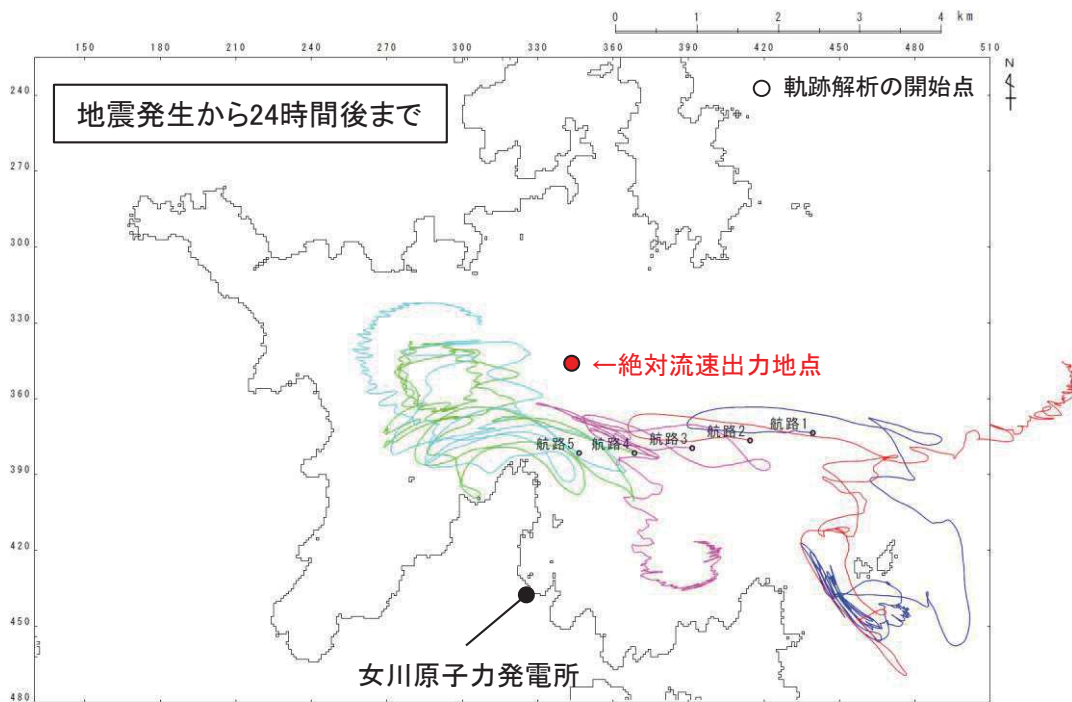 0 1 2 3 4 km
150 180 210 240 270 300 330 360 390 420 450 480 510
N
240
270
300
330
360
390
420
450
480
地震発生から24時間後まで
軌跡解析の開始点
←絶対流速出力地点
航路5
航路4
航路3
航路2
航路1
女川原子力発電所